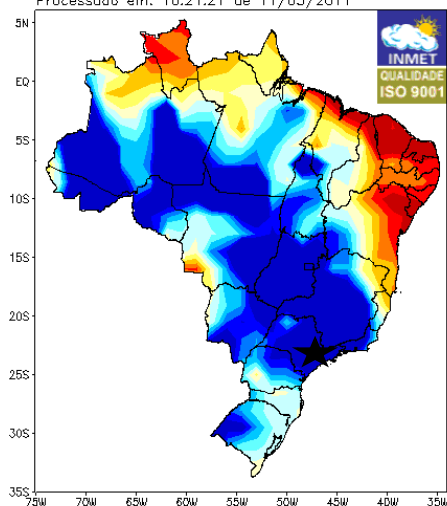 Processado em: 10:21:21 de 11/05/2011
INMET
QUALIDADE
ISO 9001
5N
EQ
5S
10S
15S
20S
25S
30S
35S
75W 70W 65W 60W 55W 50W 45W 40W 35W